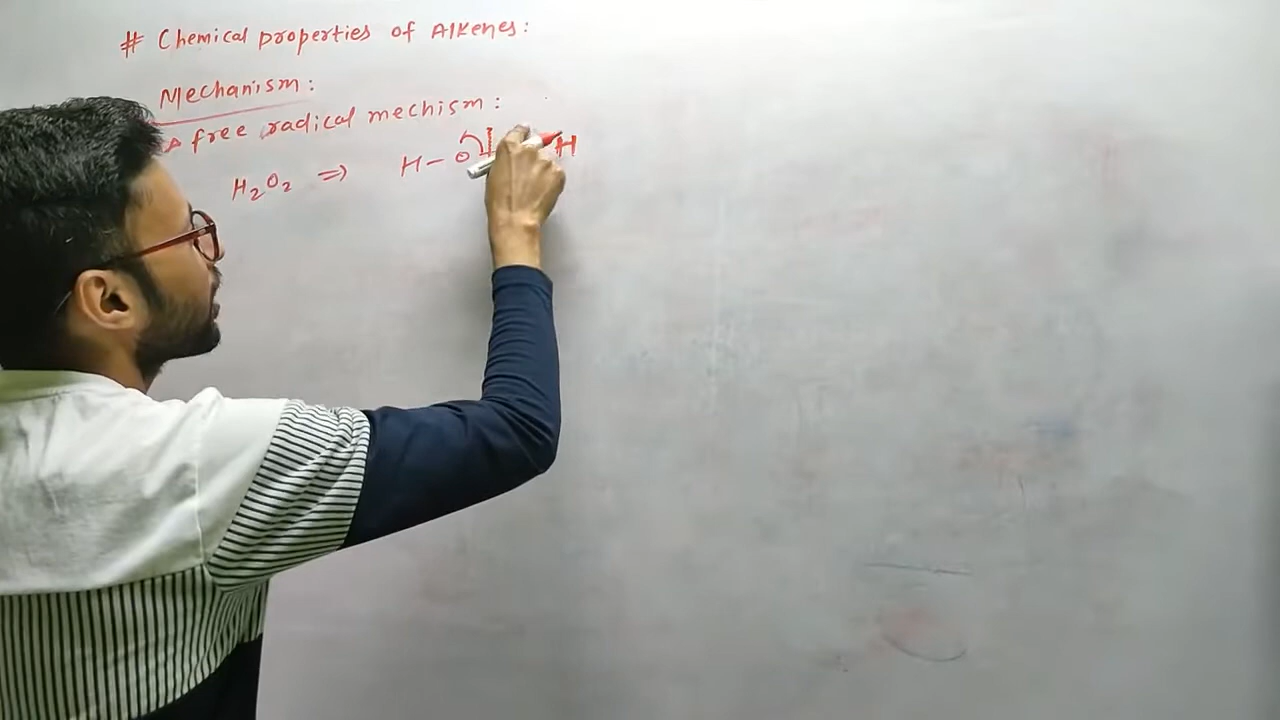 # Chemical properties of Alkenes:
Mechanism:
A free radical mechism:
H2O2 ⇒ H - O H